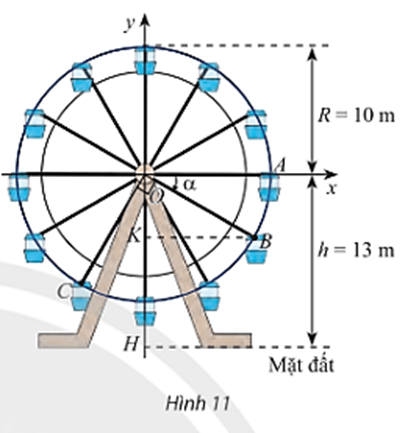 y
R = 10 m
A
x
α
O
K
B
h = 13 m
C
H
Mặt đất
Hình 11